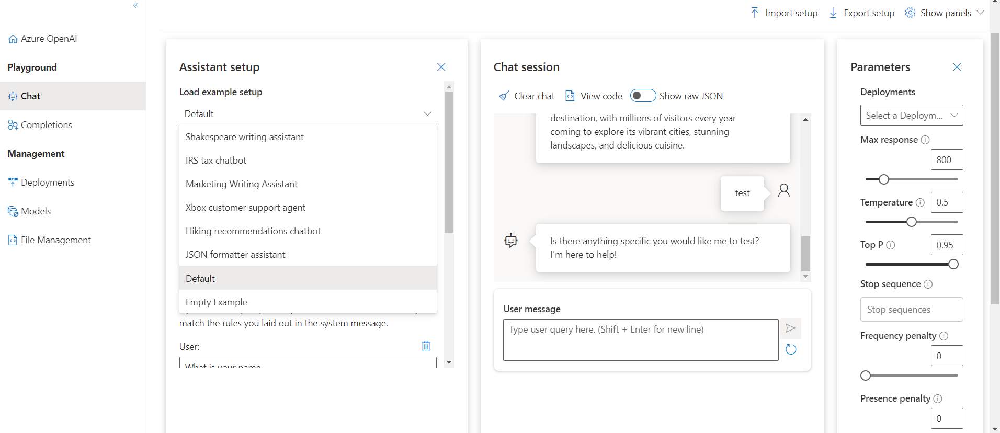 Import setup
Export setup
Show panels
Azure OpenAI
Playground
Chat
Completions
Management
Deployments
Models
File Management
Assistant setup
Load example setup
Default
Shakespeare writing assistant
IRS tax chatbot
Marketing Writing Assistant
Xbox customer support agent
Hiking recommendations chatbot
JSON formatter assistant
Default
Empty Example
match the rules you laid out in the system message.
User:
What is your name
Chat session
Clear chat
View code
Show raw JSON
destination, with millions of visitors every year
coming to explore its vibrant cities, stunning
landscapes, and delicious cuisine.
test
Is there anything specific you would like me to test?
I'm here to help!
User message
Type user query here. (Shift + Enter for new line)
Parameters
Deployments
Select a Deploym...
Max response
800
Temperature
0.5
Top P
0.95
Stop sequence
Stop sequences
Frequency penalty
0
Presence penalty
0